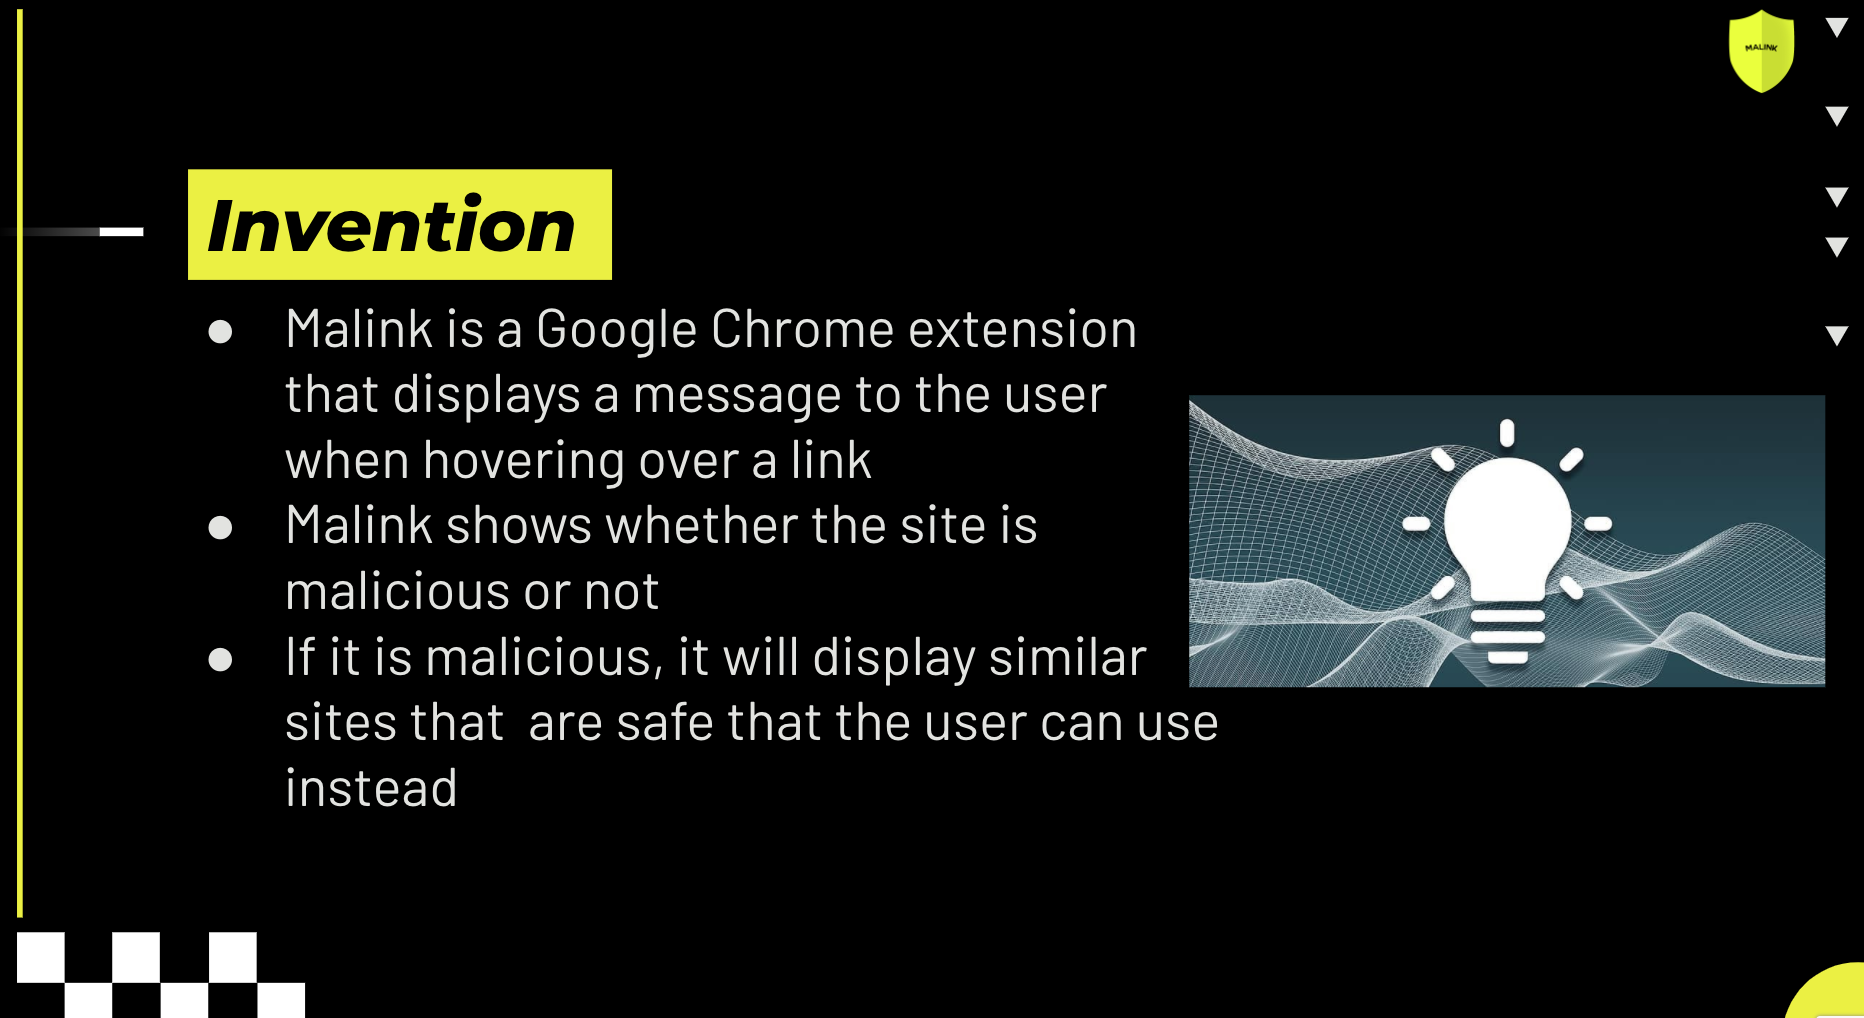 MALINK
Invention
● Malink is a Google Chrome extension
that displays a message to the user
when hovering over a link
● Malink shows whether the site is
malicious or not
● If it is malicious, it will display similar
sites that  are safe that the user can use
instead